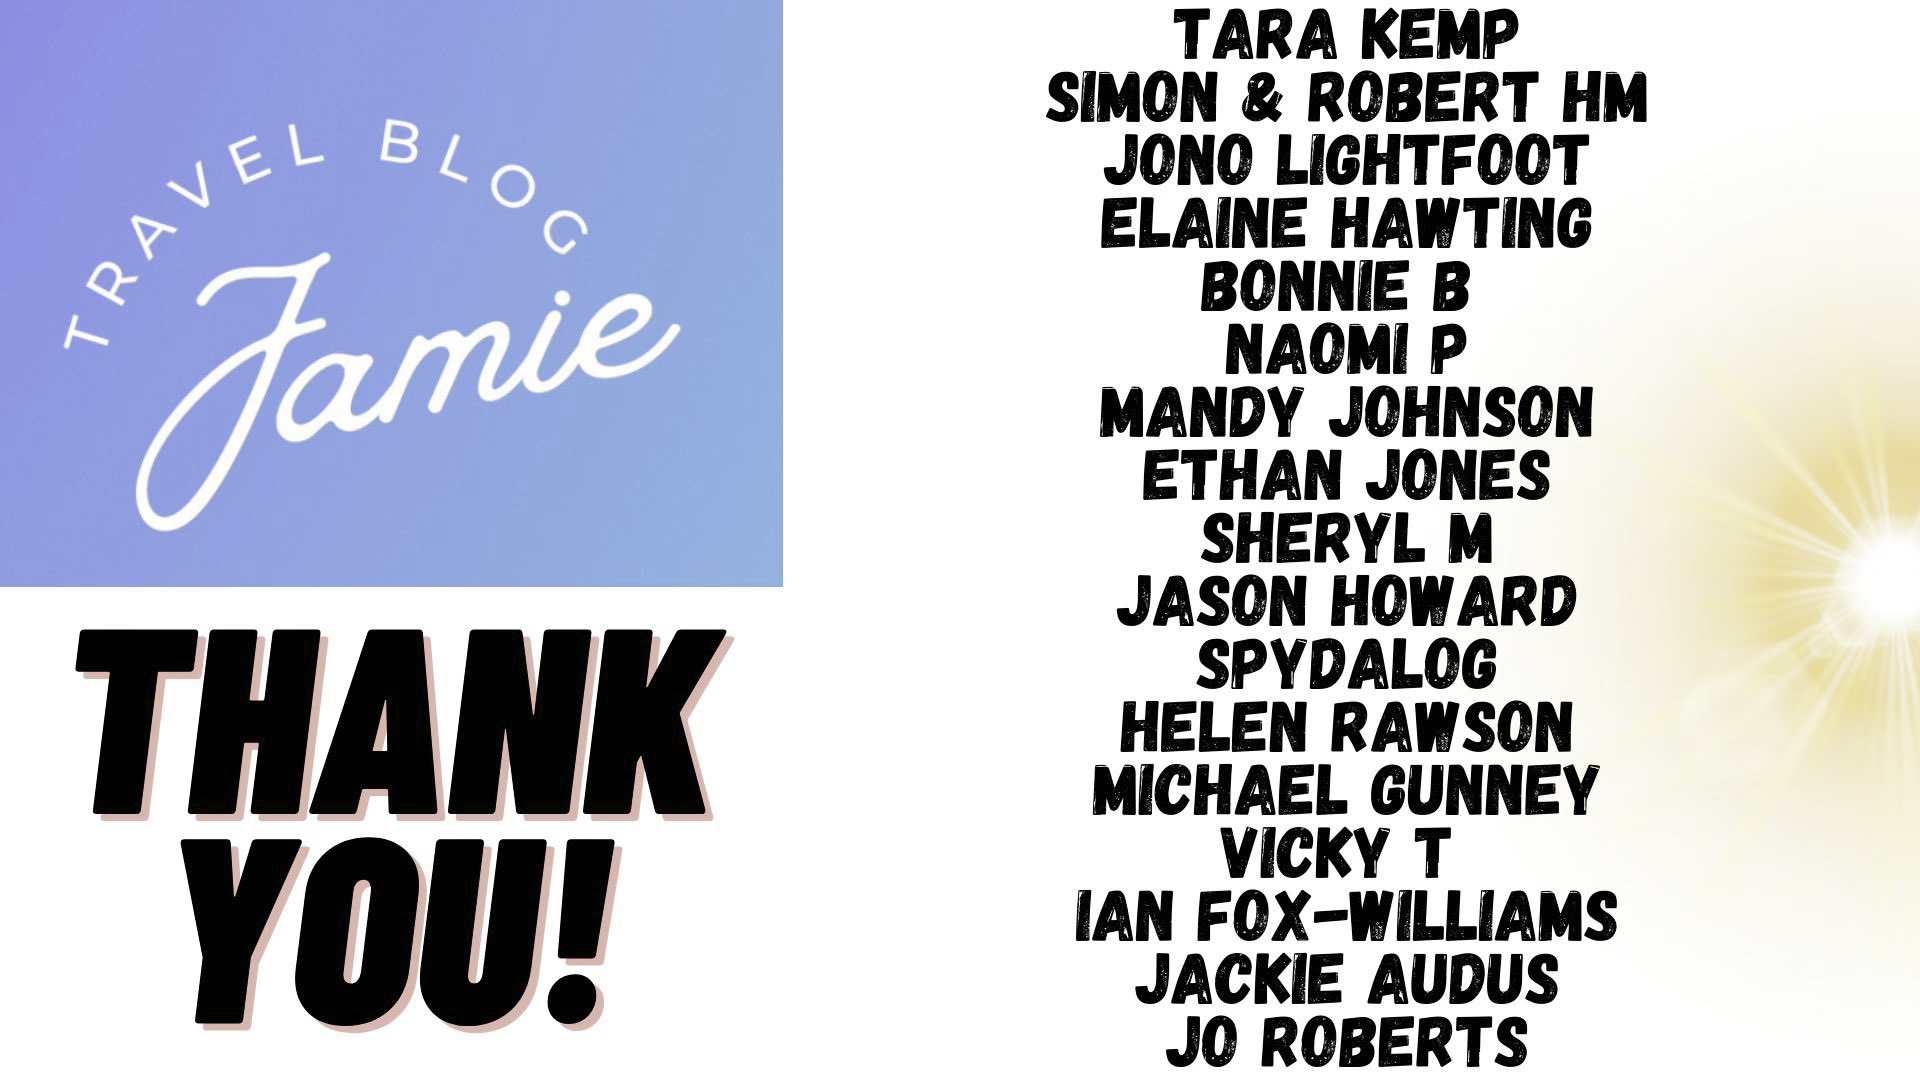 TRAVEL BLOG
Jamie
THANK
YOU!
TARA KEMP
SIMON & ROBERT HM
JONO LIGHTFOOT
ELAINE HAWTING
BONNIE B
NAOMI P
MANDY JOHNSON
ETHAN JONES
SHERYL M
JASON HOWARD
SPYDALOG
HELEN RAWSON
MICHAEL GUNNEY
VICKY T
IAN FOX-WILLIAMS
JACKIE AUDUS
JO ROBERTS